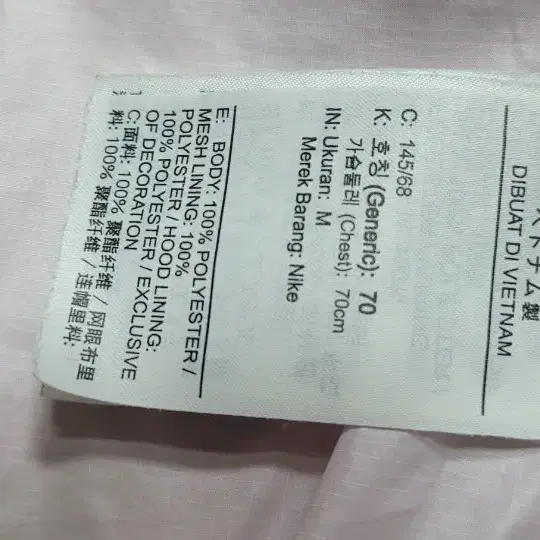 ベトナム製
DIBUAT DI VIETNAM
C: 145/68
K: 호칭 (Generic): 70
가슴둘레 (Chest): 70cm
IN: Ukuran: M
Merek Barang: Nike
E: BODY: 100% POLYESTER /
MESH LINING: 100%
POLYESTER / HOOD LINING:
100% POLYESTER / EXCLUSIVE
OF DECORATION
C: 面料: 100% 聚酯纤维 / 网眼布里
料: 100% 聚酯纤维 / 连帽里料: